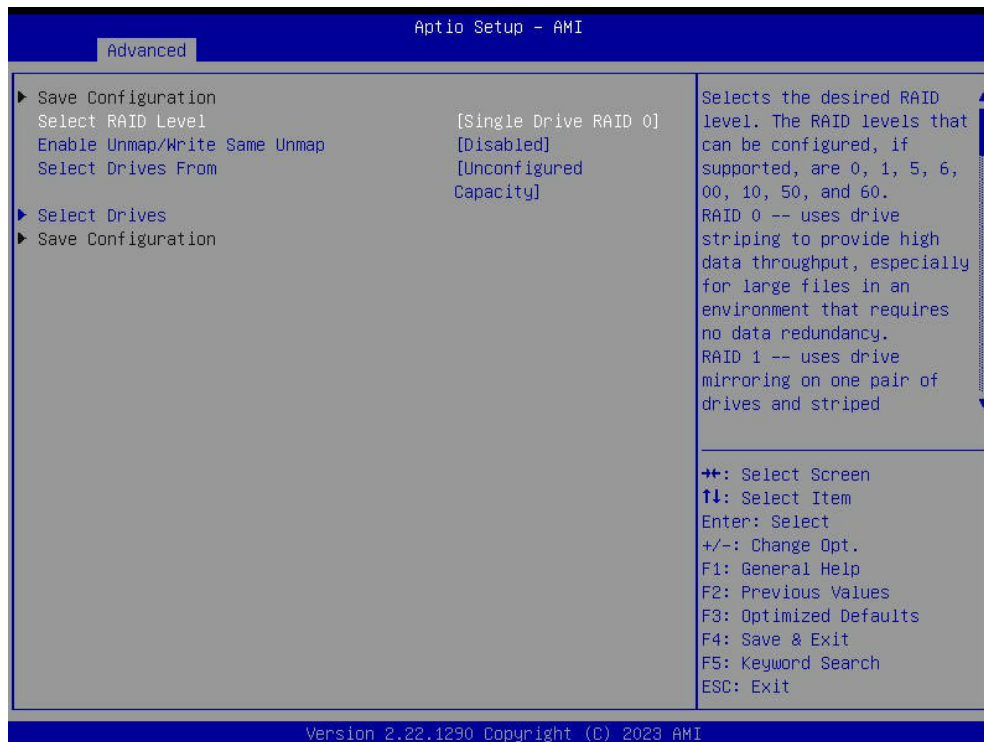 Aptio Setup – AMI
Advanced
▶ Save Configuration
Select RAID Level [Single Drive RAID 0]
Enable Unmap/Write Same Unmap [Disabled]
Select Drives From [Unconfigured
Capacity]
▶ Select Drives
▶ Save Configuration
Selects the desired RAID
level. The RAID levels that
can be configured, if
supported, are 0, 1, 5, 6,
00, 10, 50, and 60.
RAID 0 -- uses drive
striping to provide high
data throughput, especially
for large files in an
environment that requires
no data redundancy.
RAID 1 -- uses drive
mirroring on one pair of
drives and striped
→←: Select Screen
↑↓: Select Item
Enter: Select
+/-: Change Opt.
F1: General Help
F2: Previous Values
F3: Optimized Defaults
F4: Save & Exit
F5: Keyword Search
ESC: Exit
Version 2.22.1290 Copyright (C) 2023 AMI